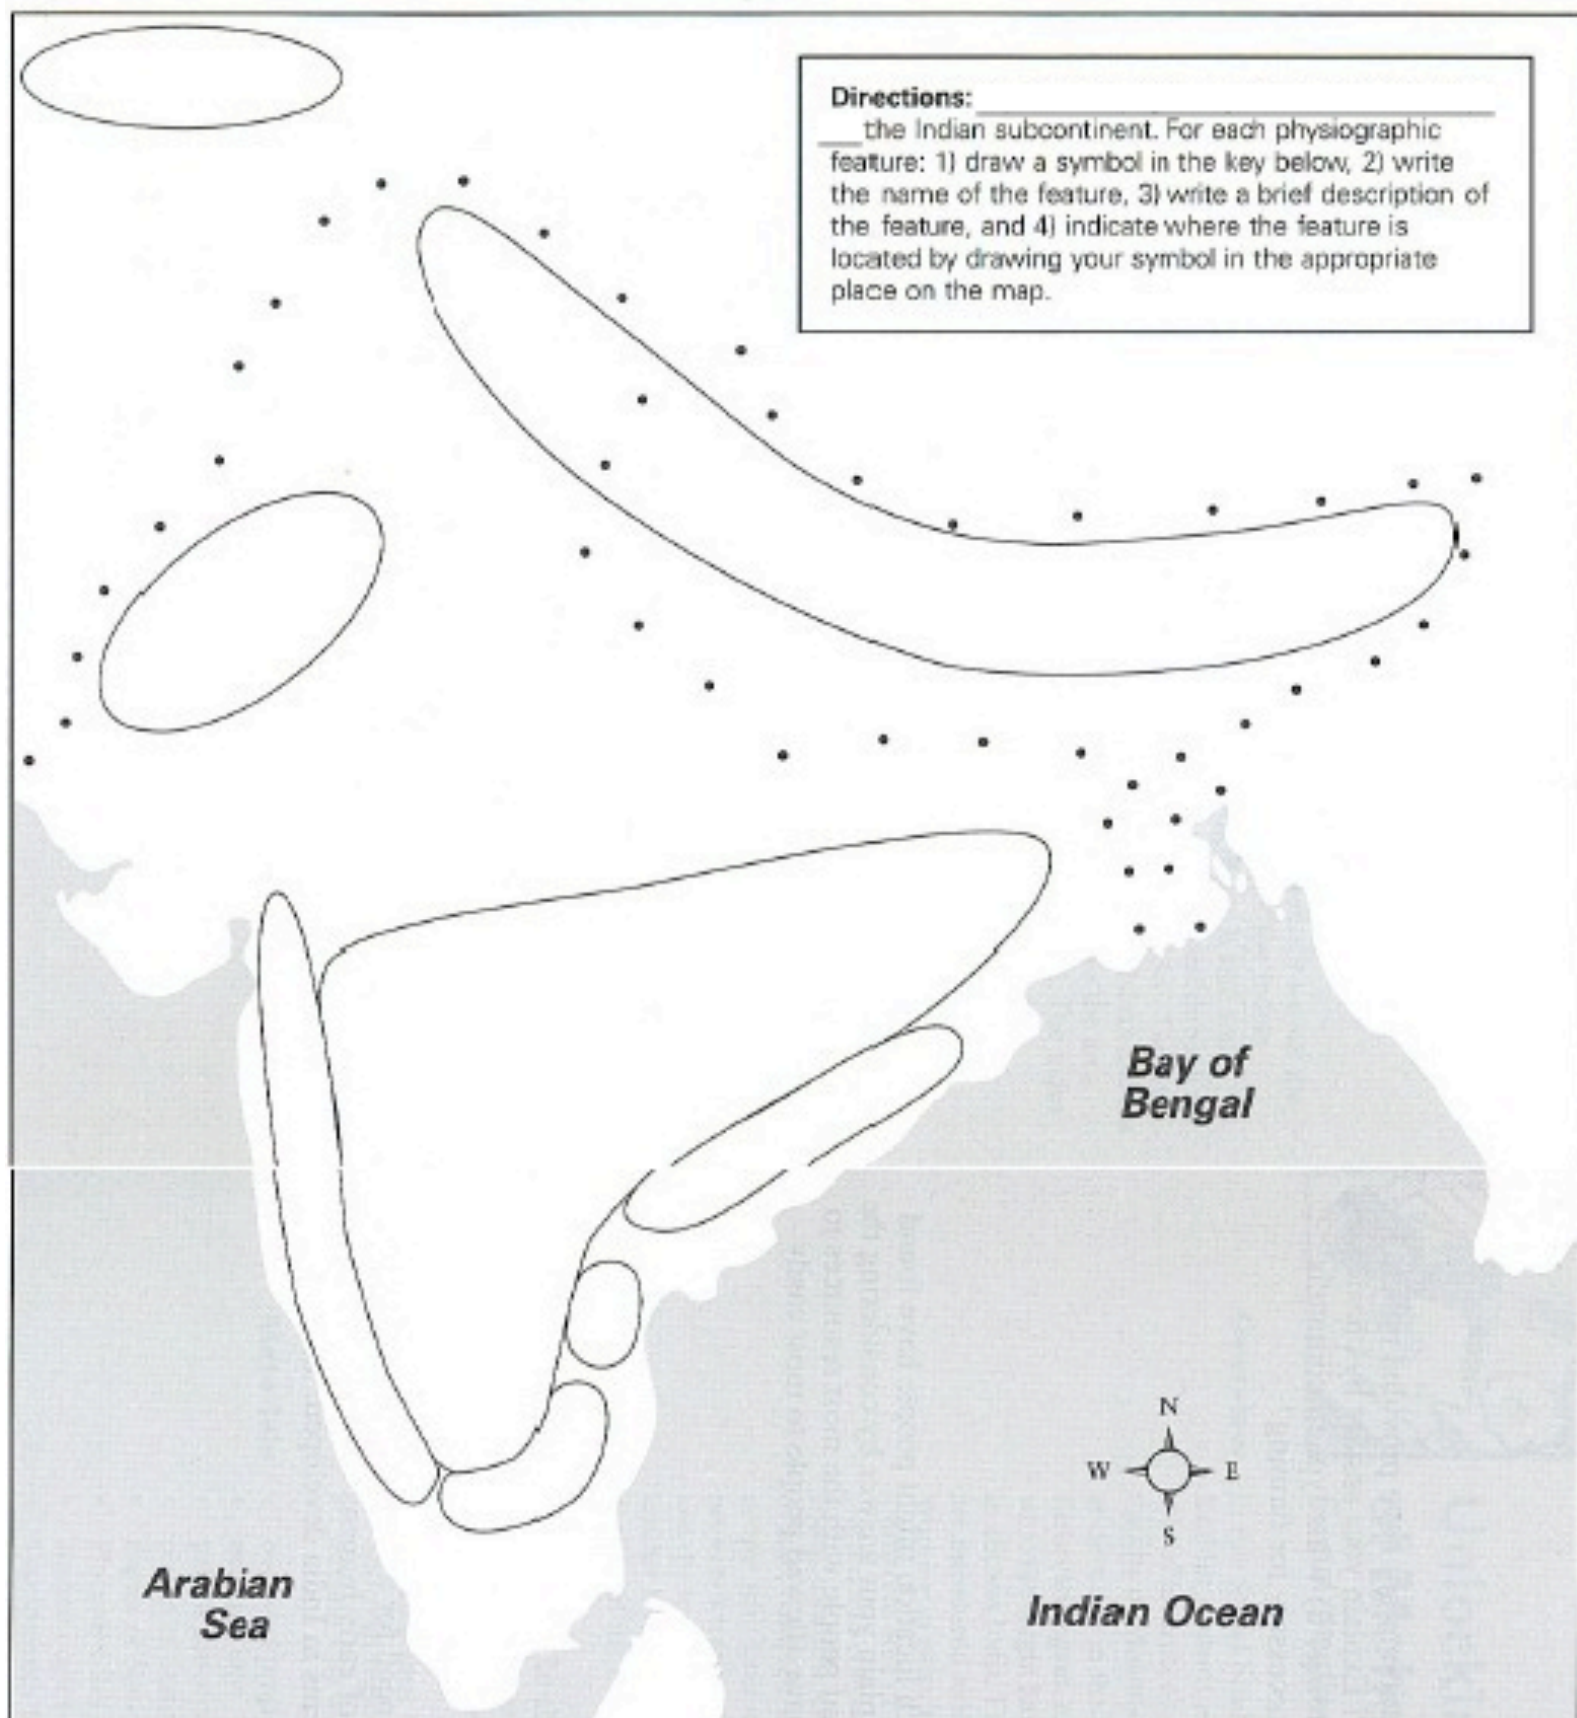 Directions:
the Indian subcontinent. For each physiographic
feature: 1) draw a symbol in the key below, 2) write
the name of the feature, 3) write a brief description of
the feature, and 4) indicate where the feature is
located by drawing your symbol in the appropriate
place on the map.
Bay of
Bengal
N
W E
S
Arabian
Sea
Indian Ocean